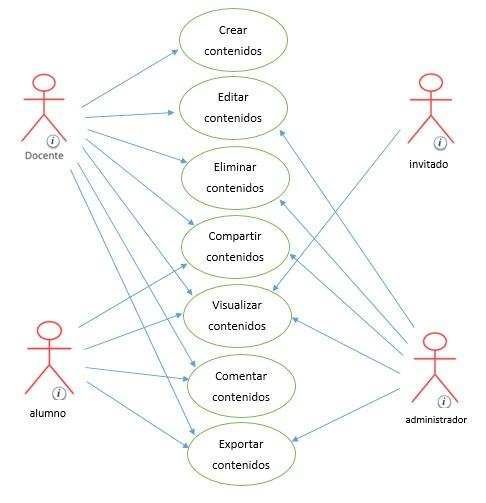 Crear
contenidos
Editar
contenidos
Docente
invitado
Eliminar
contenidos
Compartir
contenidos
Visualizar
contenidos
Comentar
contenidos
alumno
administrador
Exportar
contenidos